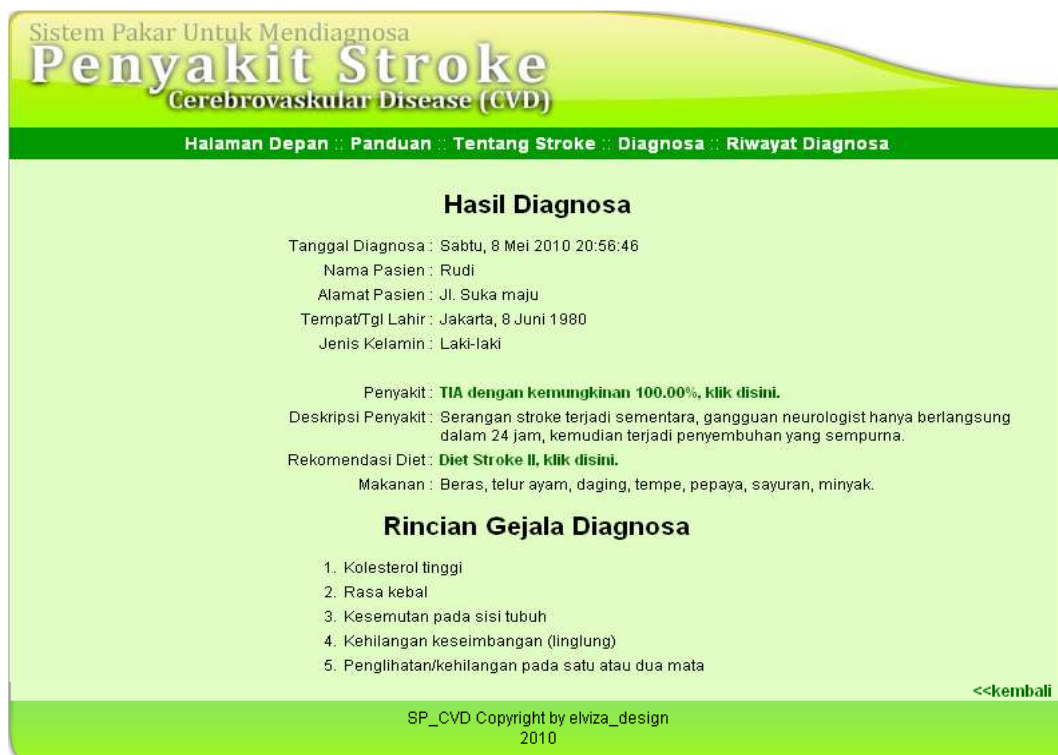 Sistem Pakar Untuk Mendiagnosa
Penyakit Stroke
Cerebrovaskular Disease (CVD)
Halaman Depan :: Panduan :: Tentang Stroke :: Diagnosa :: Riwayat Diagnosa
Hasil Diagnosa
Tanggal Diagnosa : Sabtu, 8 Mei 2010 20:56:46
Nama Pasien : Rudi
Alamat Pasien : Jl. Suka maju
Tempat/Tgl Lahir : Jakarta, 8 Juni 1980
Jenis Kelamin : Laki-laki
Penyakit : TIA dengan kemungkinan 100.00%, klik disini.
Deskripsi Penyakit : Serangan stroke terjadi sementara, gangguan neurologist hanya berlangsung
dalam 24 jam, kemudian terjadi penyembuhan yang sempurna.
Rekomendasi Diet : Diet Stroke II, klik disini.
Makanan : Beras, telur ayam, daging, tempe, pepaya, sayuran, minyak.
Rincian Gejala Diagnosa
1. Kolesterol tinggi
2. Rasa kebal
3. Kesemutan pada sisi tubuh
4. Kehilangan keseimbangan (linglung)
5. Penglihatan/kehilangan pada satu atau dua mata
<<kembali
SP_CVD Copyright by elviza_design
2010